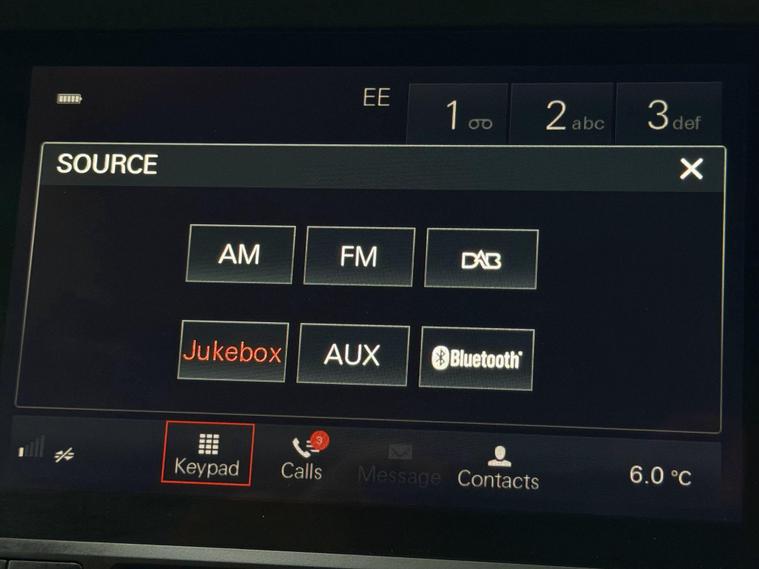 EE
1 2 abc 3 def
SOURCE
AM FM DAB
Jukebox AUX Bluetooth
3
Keypad Calls Message Contacts 6.0 °C